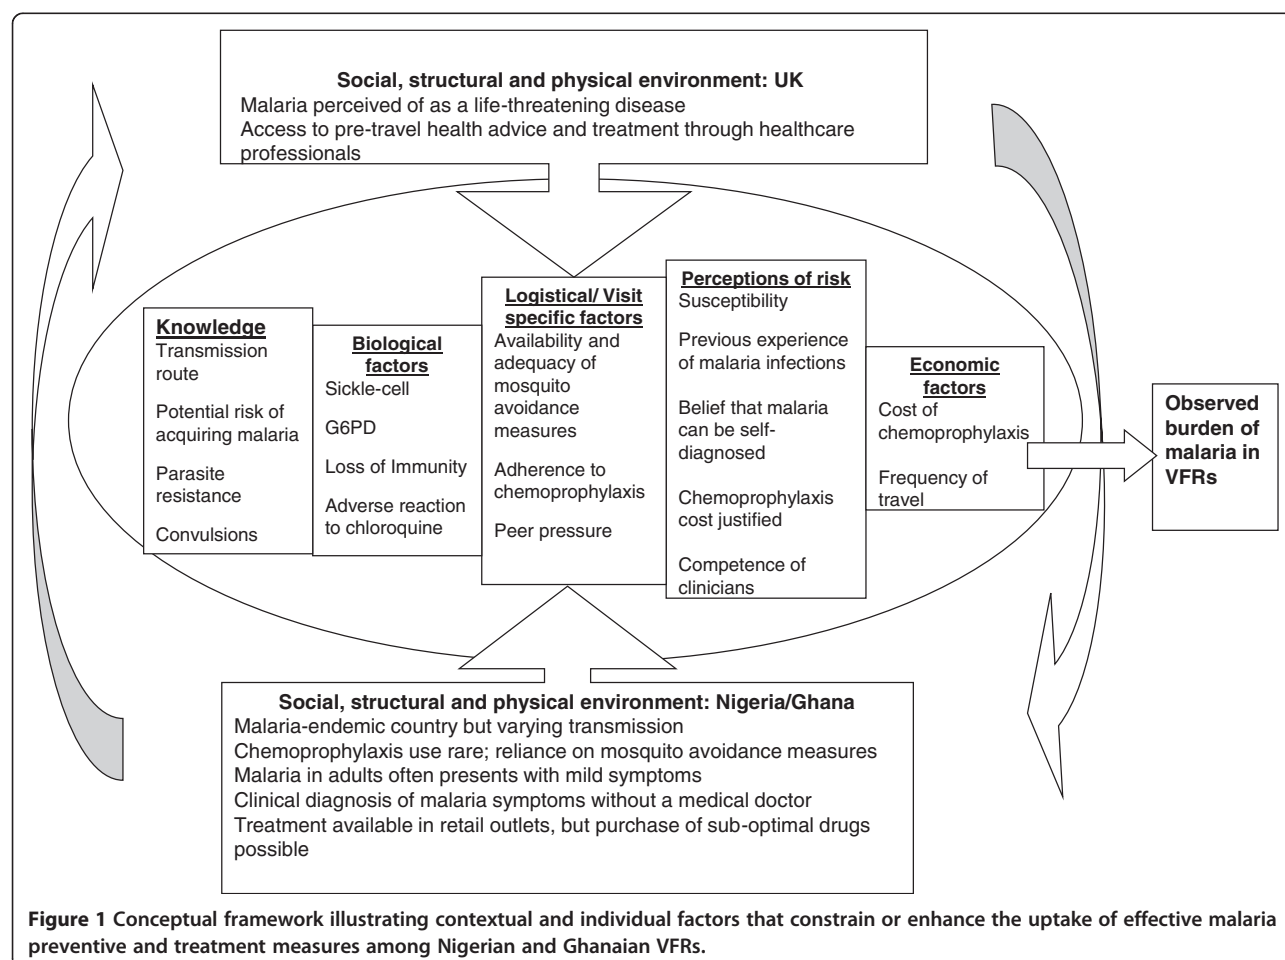 Social, structural and physical environment: UK
Malaria perceived of as a life-threatening disease
Access to pre-travel health advice and treatment through healthcare
professionals
Knowledge
Transmission
route
Potential risk of
acquiring malaria
Parasite
resistance
Convulsions
Biological
factors
Sickle-cell
G6PD
Loss of Immunity
Adverse reaction
to chloroquine
Logistical/ Visit
specific factors
Availability and
adequacy of
mosquito
avoidance
measures
Adherence to
chemoprophylaxis
Peer pressure
Perceptions of risk
Susceptibility
Previous experience
of malaria infections
Belief that malaria
can be self-
diagnosed
Chemoprophylaxis
cost justified
Competence of
clinicians
Economic
factors
Cost of
chemoprophylaxis
Frequency of
travel
Observed
burden of
malaria in
VFRs
Social, structural and physical environment: Nigeria/Ghana
Malaria-endemic country but varying transmission
Chemoprophylaxis use rare; reliance on mosquito avoidance measures
Malaria in adults often presents with mild symptoms
Clinical diagnosis of malaria symptoms without a medical doctor
Treatment available in retail outlets, but purchase of sub-optimal drugs
possible
Figure 1 Conceptual framework illustrating contextual and individual factors that constrain or enhance the uptake of effective malaria
preventive and treatment measures among Nigerian and Ghanaian VFRs.